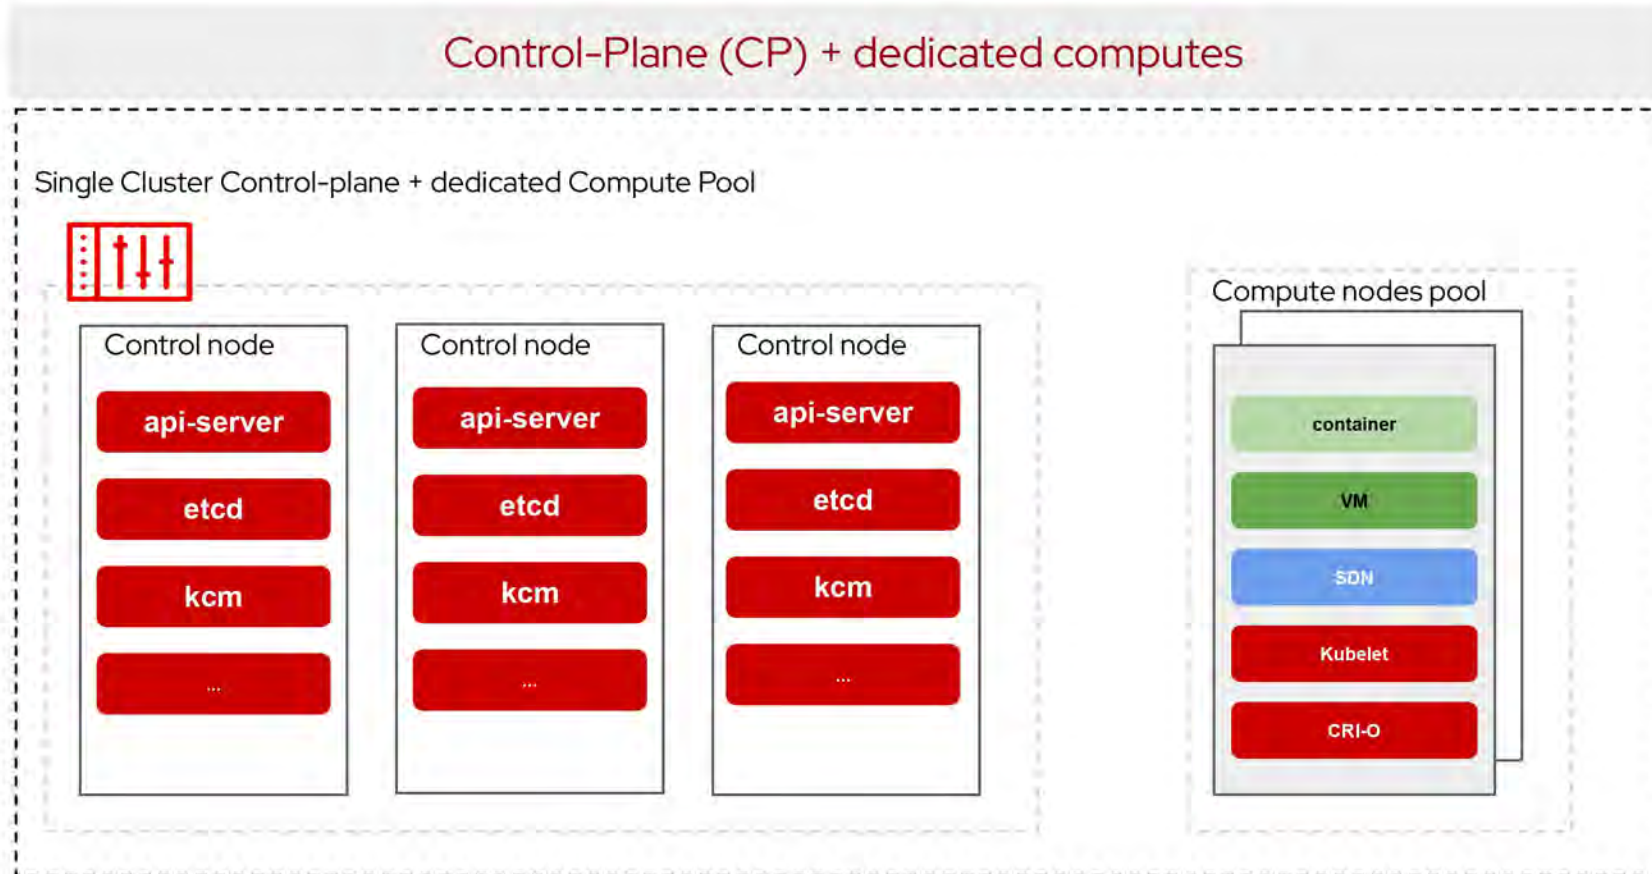 Control-Plane (CP) + dedicated computes
Single Cluster Control-plane + dedicated Compute Pool
Control node
api-server
etcd
kcm
...
Control node
api-server
etcd
kcm
...
Control node
api-server
etcd
kcm
...
Compute nodes pool
container
VM
SDN
Kubelet
CRI-O